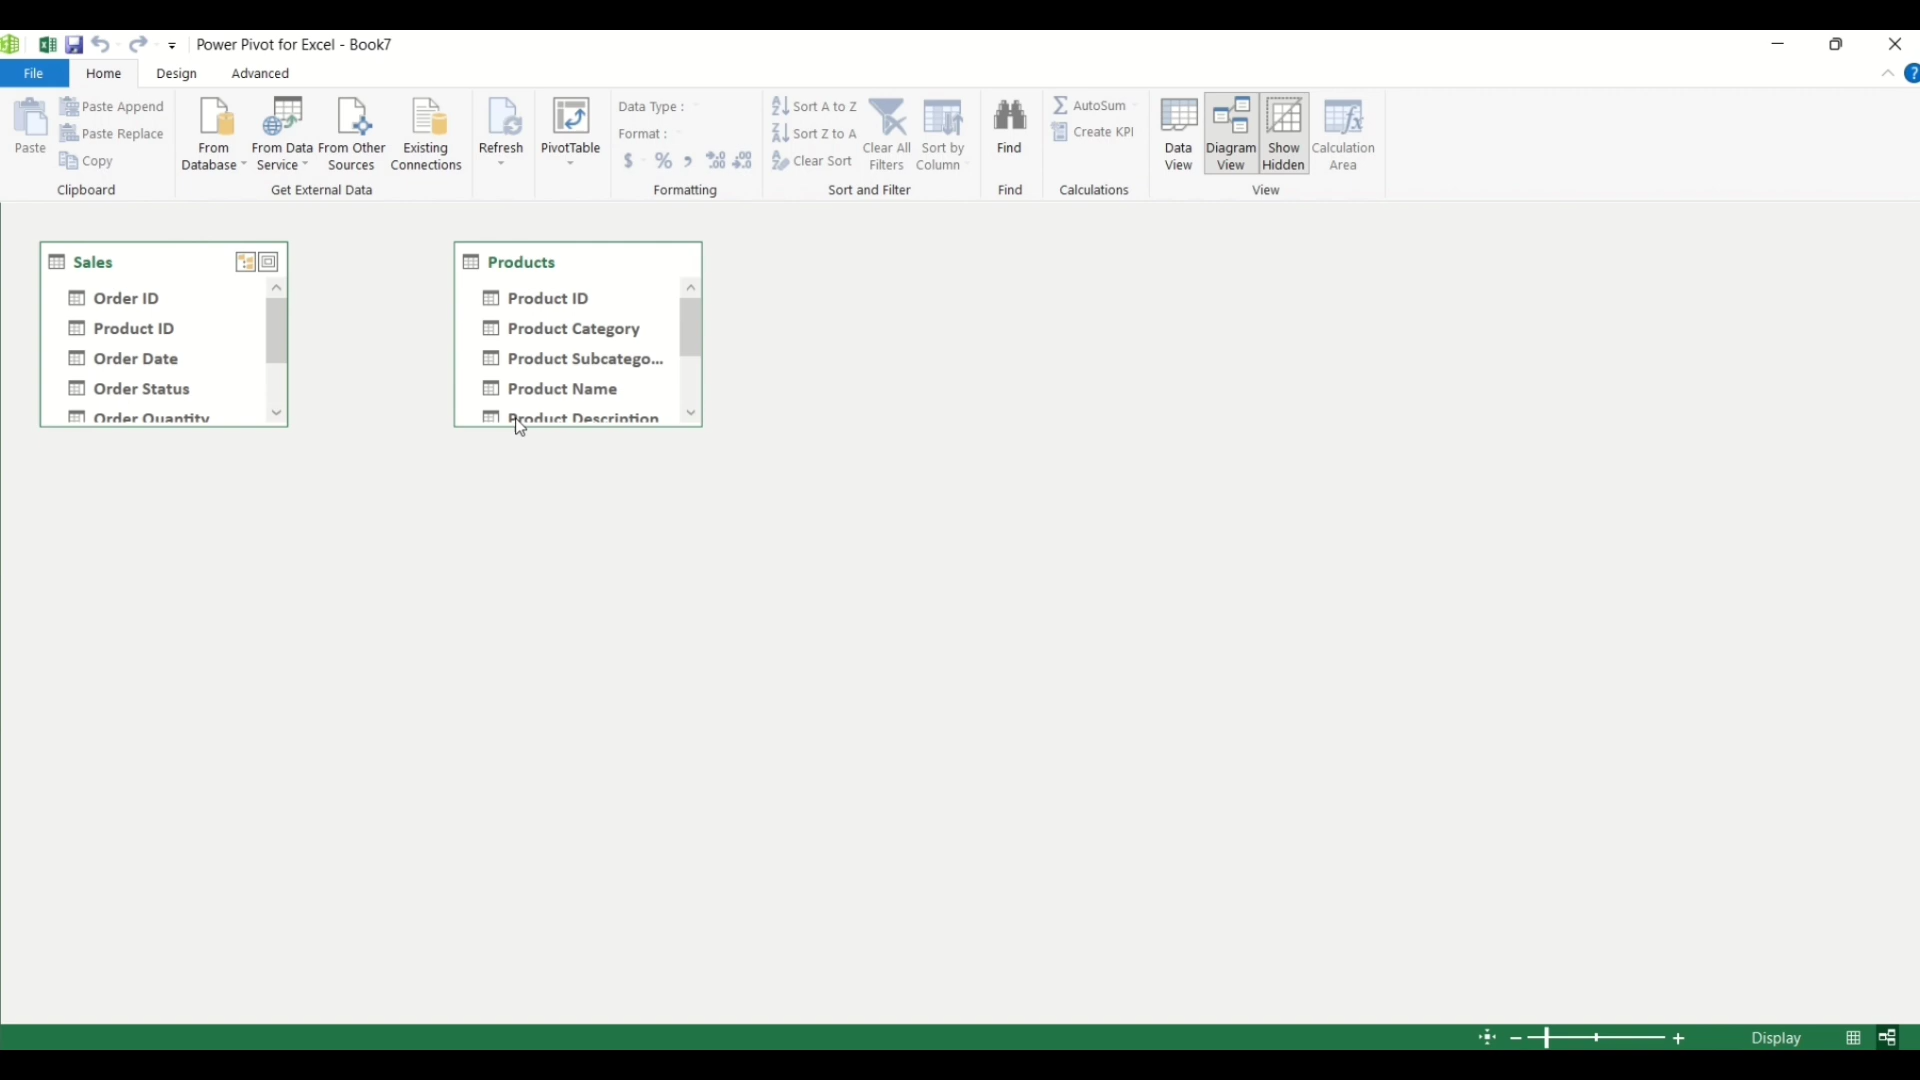 Power Pivot for Excel - Book7
File Home Design Advanced
?
Paste
Paste Append
Paste Replace
Copy
Clipboard
From Database
From Data Service
From Other Sources
Existing Connections
Get External Data
Refresh
PivotTable
Data Type :
Format :
$ % , .00 .00
Formatting
Sort A to Z
Sort Z to A
Clear Sort
Clear All Filters
Sort by Column
Sort and Filter
Find
Find
AutoSum
Create KPI
Calculations
Data View
Diagram View
Show Hidden
Calculation Area
View
Sales
Order ID
Product ID
Order Date
Order Status
Order Quantity
Products
Product ID
Product Category
Product Subcatego...
Product Name
Product Description
Display